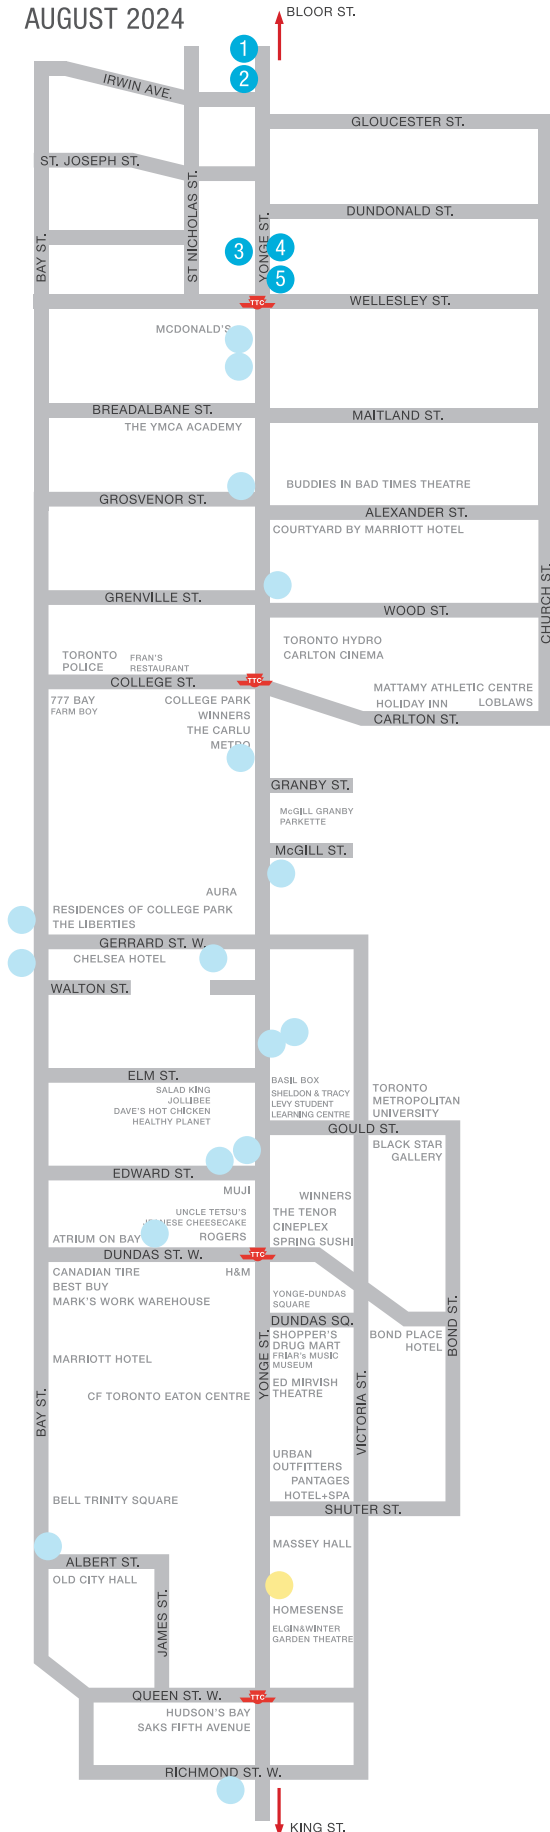 AUGUST 2024
BLOOR ST.
1
2
IRWIN AVE.
GLOUCESTER ST.
ST. JOSEPH ST.
ST NICHOLAS ST.
DUNDONALD ST.
BAY ST.
YONGE ST.
3
4
5
TTC
WELLESLEY ST.
MCDONALD'S
BREADALBANE ST.
MAITLAND ST.
THE YMCA ACADEMY
BUDDIES IN BAD TIMES THEATRE
GROSVENOR ST.
ALEXANDER ST.
COURTYARD BY MARRIOTT HOTEL
CHURCH ST.
GRENVILLE ST.
WOOD ST.
TORONTO HYDRO
CARLTON CINEMA
TORONTO
POLICE
FRAN'S
RESTAURANT
COLLEGE ST.
TTC
MATTAMY ATHLETIC CENTRE
HOLIDAY INN
LOBLAWS
CARLTON ST.
777 BAY
FARM BOY
COLLEGE PARK
WINNERS
THE CARLU
METRO
GRANBY ST.
McGILL GRANBY
PARKETTE
McGILL ST.
AURA
RESIDENCES OF COLLEGE PARK
THE LIBERTIES
GERRARD ST. W.
CHELSEA HOTEL
WALTON ST.
ELM ST.
SALAD KING
JOLLIBEE
DAVE'S HOT CHICKEN
HEALTHY PLANET
BASIL BOX
SHELDON & TRACY
LEVY STUDENT
LEARNING CENTRE
TORONTO
METROPOLITAN
UNIVERSITY
GOULD ST.
BLACK STAR
GALLERY
EDWARD ST.
MUJI
WINNERS
UNCLE TETSU'S
NESE CHEESECAKE
ROGERS
THE TENOR
CINEPLEX
SPRING SUSHI
ATRIUM ON BAY
DUNDAS ST. W.
TTC
CANADIAN TIRE
BEST BUY
MARK'S WORK WAREHOUSE
H&M
YONGE-DUNDAS
SQUARE
DUNDAS SQ.
BOND ST.
SHOPPER'S
DRUG MART
FRIAR's MUSIC
MUSEUM
BOND PLACE
HOTEL
MARRIOTT HOTEL
YONGE ST.
ED MIRVISH
THEATRE
CF TORONTO EATON CENTRE
BAY ST.
VICTORIA ST.
URBAN
OUTFITTERS
PANTAGES
HOTEL+SPA
BELL TRINITY SQUARE
SHUTER ST.
MASSEY HALL
ALBERT ST.
OLD CITY HALL
JAMES ST.
HOMESENSE
ELGIN&WINTER
GARDEN THEATRE
QUEEN ST. W.
TTC
HUDSON'S BAY
SAKS FIFTH AVENUE
RICHMOND ST. W.
KING ST.